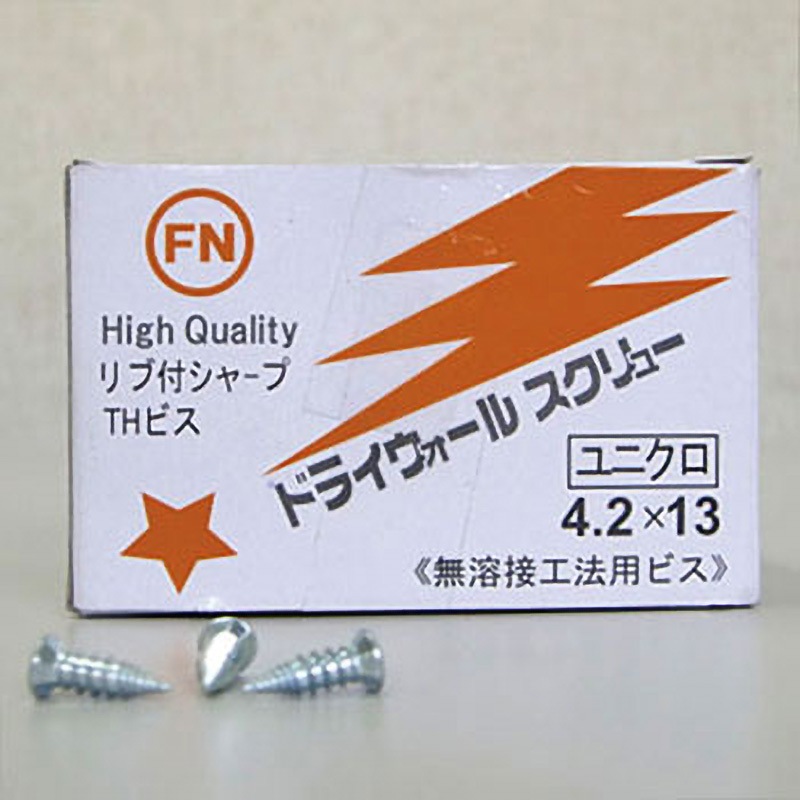 FN
High Quality
リブ付シャープ
THビス
ドライウォール スクリュー
ユニクロ
4.2×13
《無溶接工法用ビス》